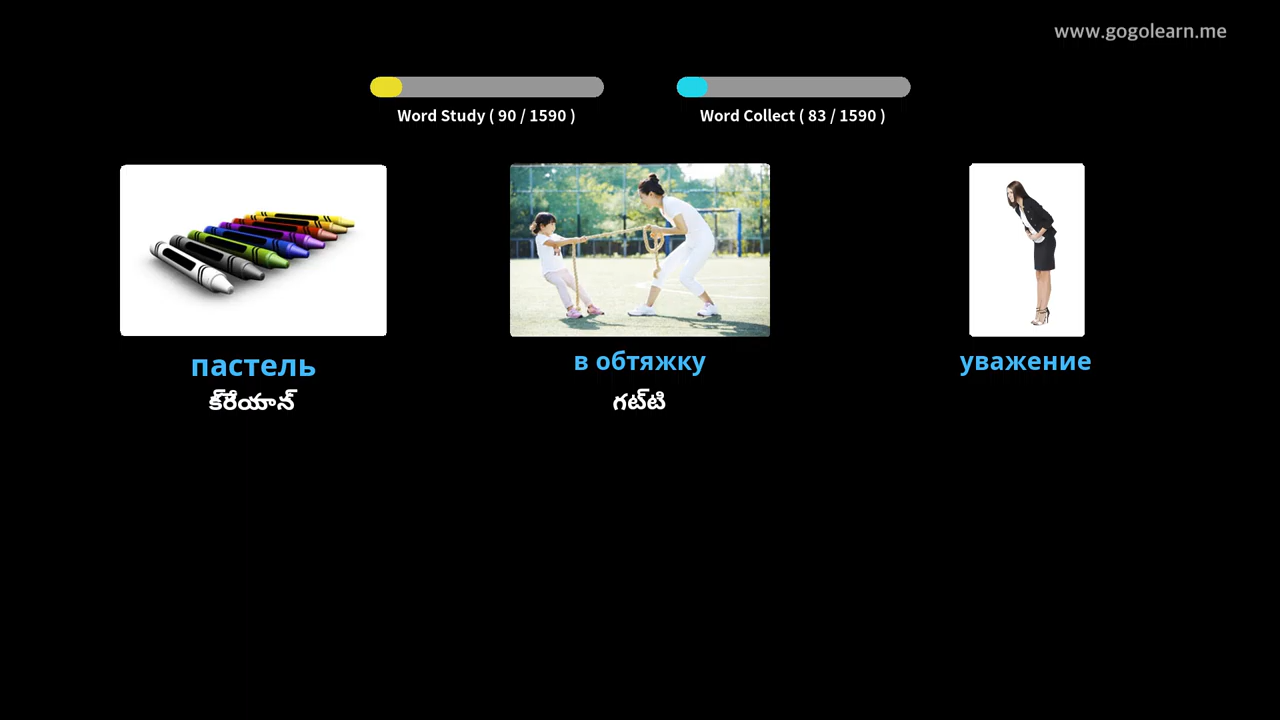 www.gogolearn.me
Word Study ( 90 / 1590 )
Word Collect ( 83 / 1590 )
пастель
в обтяжку
уважение
క్‌రేయాన్
గట్‌టి